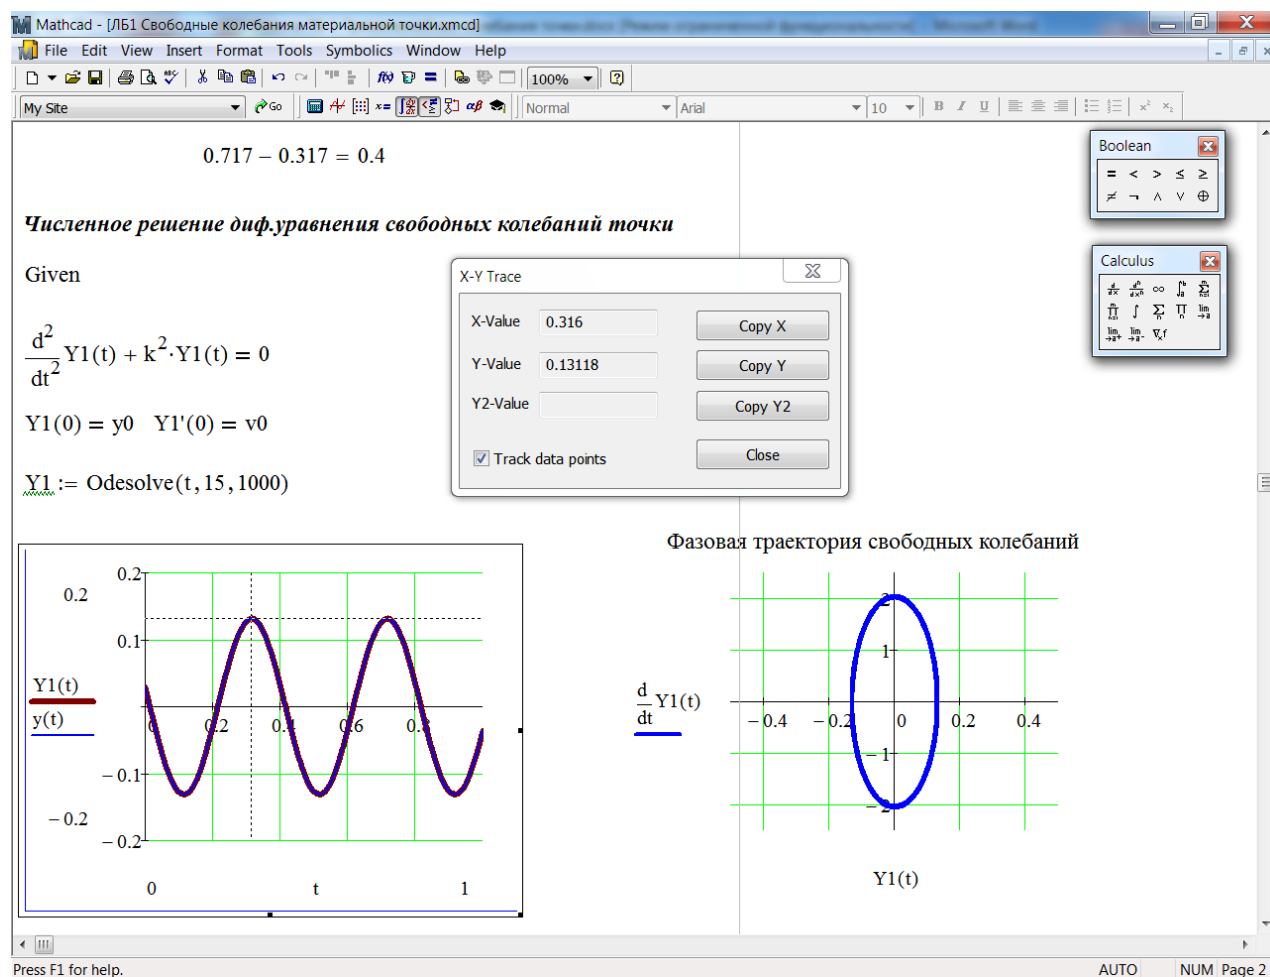 Mathcad - [ЛБ1 Свободные колебания материальной точки.xmcd]
File Edit View Insert Format Tools Symbolics Window Help
100%
My Site
Go
Normal
Arial
10
B I U
0.717 − 0.317 = 0.4
Boolean
= < > ≤ ≥
≠ ¬ ∧ ∨ ⊕
Численное решение диф.уравнения свободных колебаний точки
Given
X-Y Trace
X-Value 0.316 Copy X
Y-Value 0.13118 Copy Y
Y2-Value Copy Y2
Track data points Close
Calculus
d²/dt² Y1(t) + k²·Y1(t) = 0
Y1(0) = y0 Y1'(0) = v0
Y1 := Odesolve(t, 15, 1000)
0.2
0.2
0.1
Y1(t)
y(t)
0 0.2 0.4 0.6 0.8
−0.1
−0.2
−0.2
0 t 1
Фазовая траектория свободных колебаний
2
1
d/dt Y1(t)
−0.4 −0.2 0 0.2 0.4
−1
−2
Y1(t)
Press F1 for help.
AUTO NUM Page 2